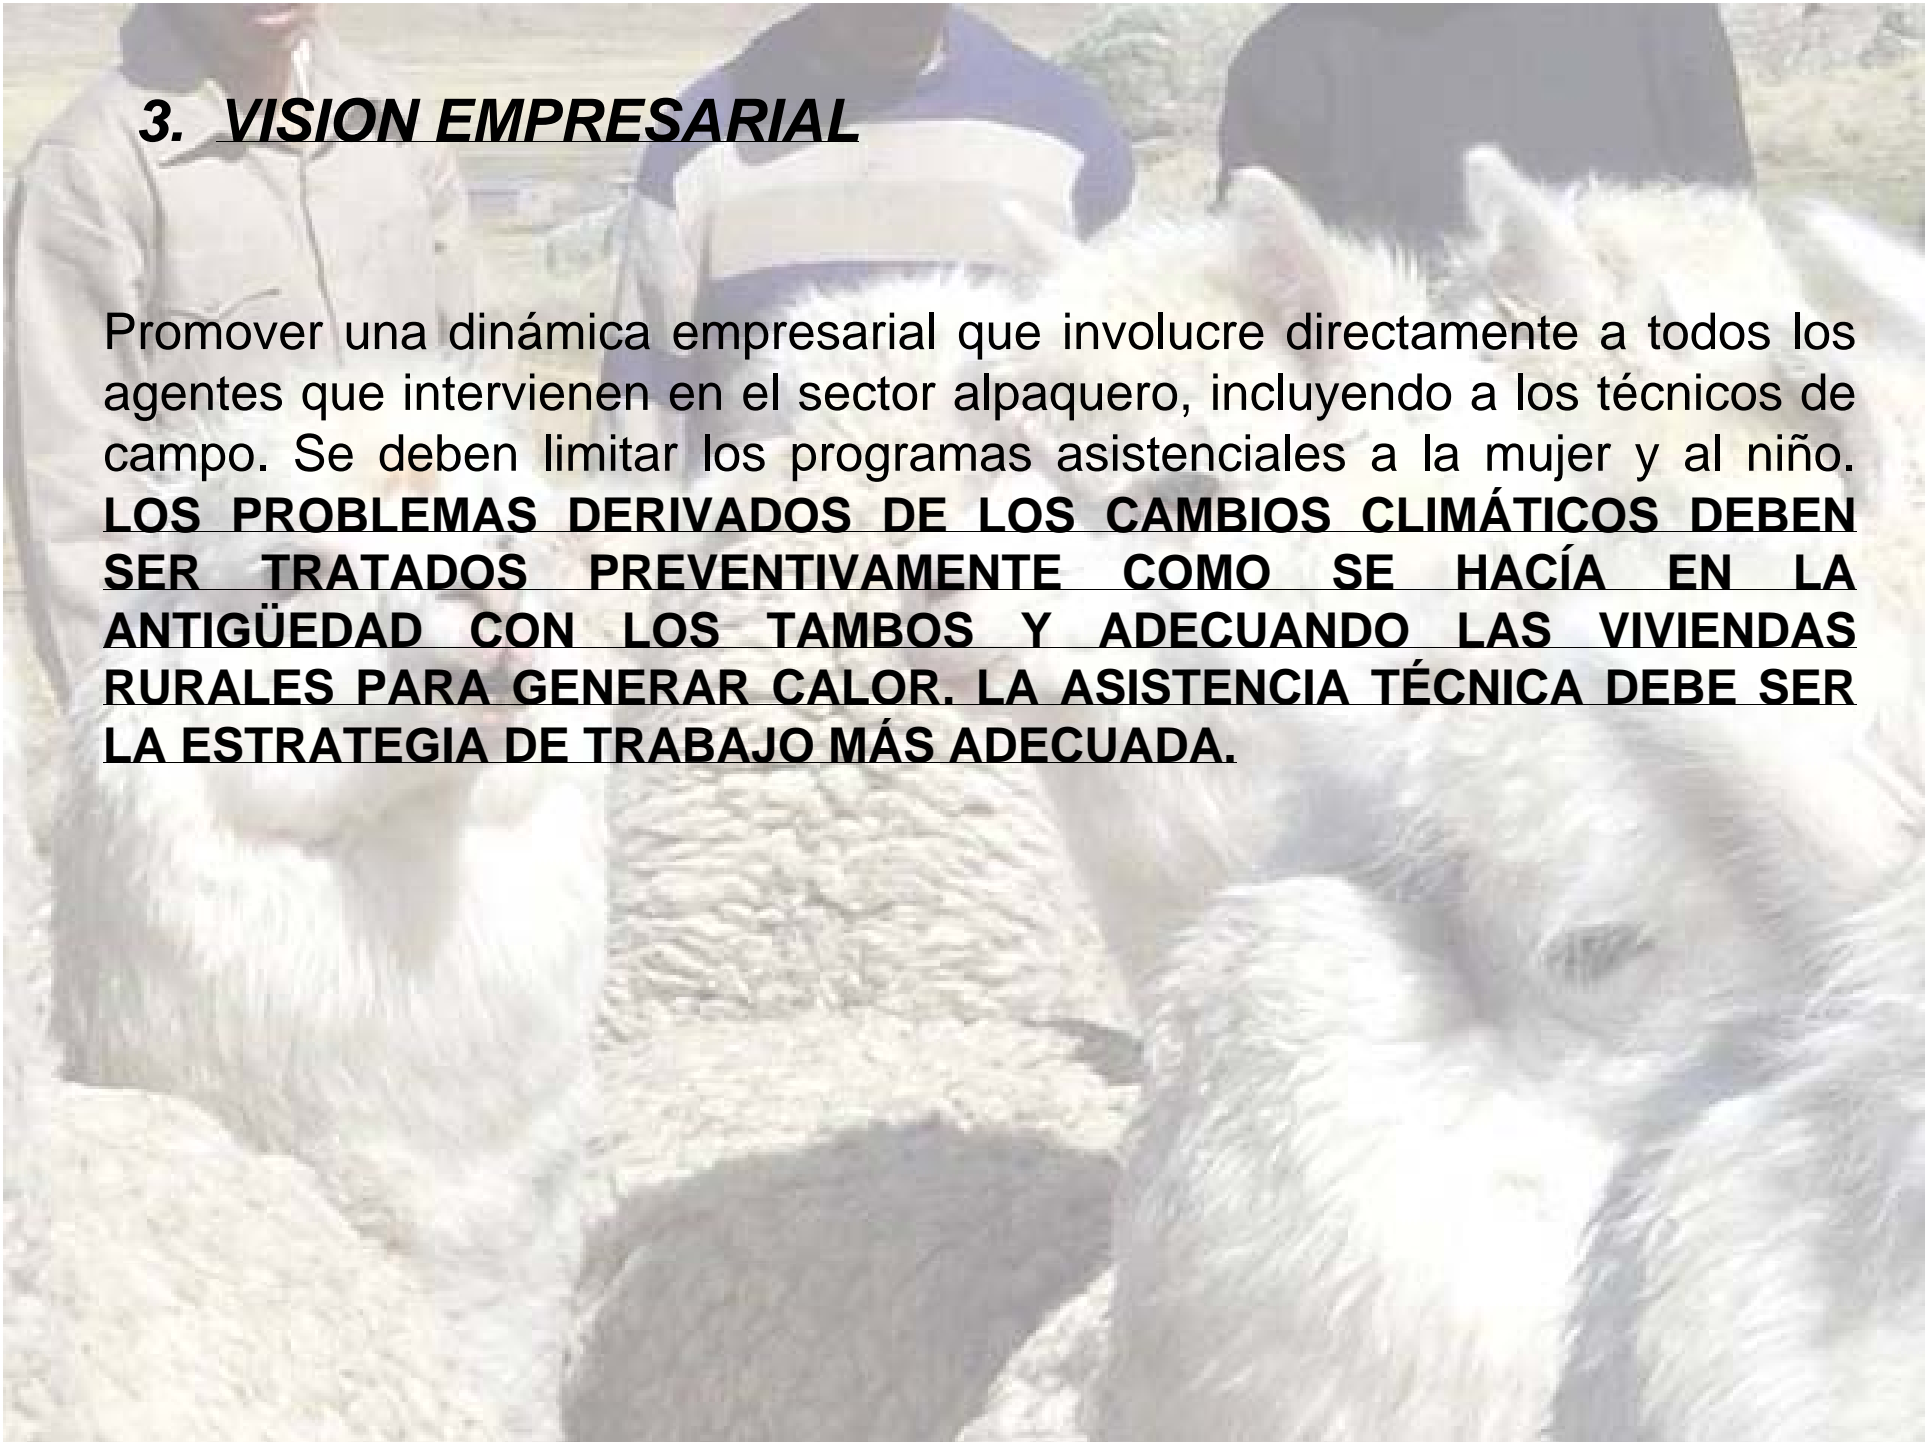 3. VISION EMPRESARIAL
Promover una dinámica empresarial que involucre directamente a todos los
agentes que intervienen en el sector alpaquero, incluyendo a los técnicos de
campo. Se deben limitar los programas asistenciales a la mujer y al niño.
LOS PROBLEMAS DERIVADOS DE LOS CAMBIOS CLIMÁTICOS DEBEN
SER TRATADOS PREVENTIVAMENTE COMO SE HACÍA EN LA
ANTIGÜEDAD CON LOS TAMBOS Y ADECUANDO LAS VIVIENDAS
RURALES PARA GENERAR CALOR. LA ASISTENCIA TÉCNICA DEBE SER
LA ESTRATEGIA DE TRABAJO MÁS ADECUADA.